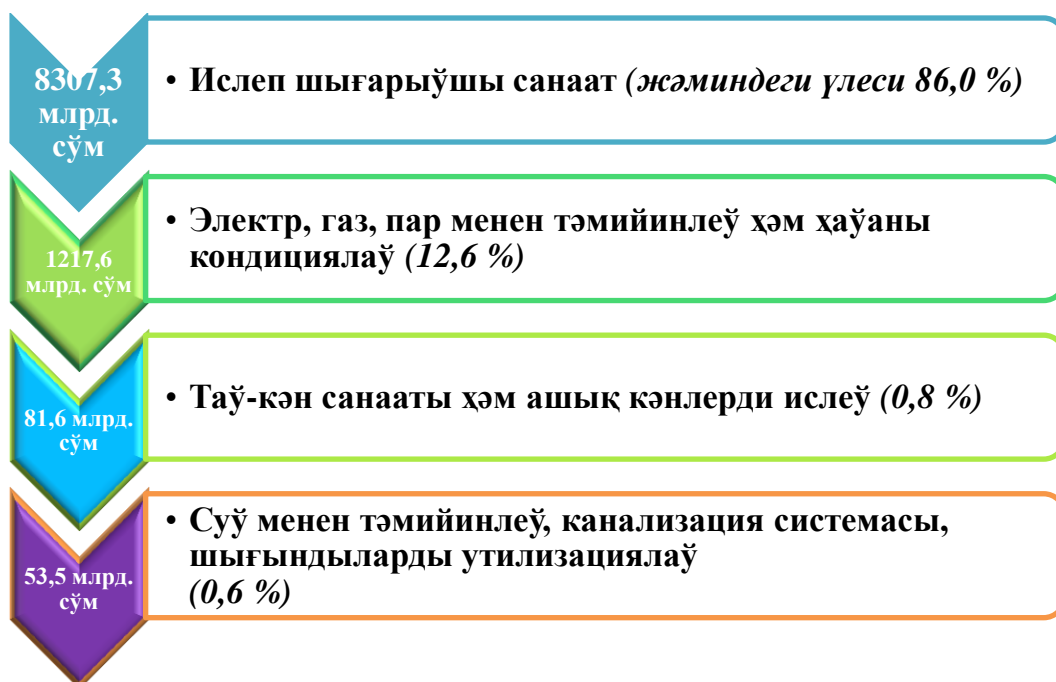 8307,3
млрд.
сўм
• Ислеп шығарыўшы санаат (жәминдеги үлеси 86,0 %)
1217,6
млрд. сўм
• Электр, газ, пар менен тәмийинлеў ҳәм ҳаўаны
кондициялаў (12,6 %)
81,6 млрд.
сўм
• Таў-кән санааты ҳәм ашық кәнлерди ислеў (0,8 %)
53,5 млрд.
сўм
• Суў менен тәмийинлеў, канализация системасы,
шығындыларды утилизациялаў
(0,6 %)